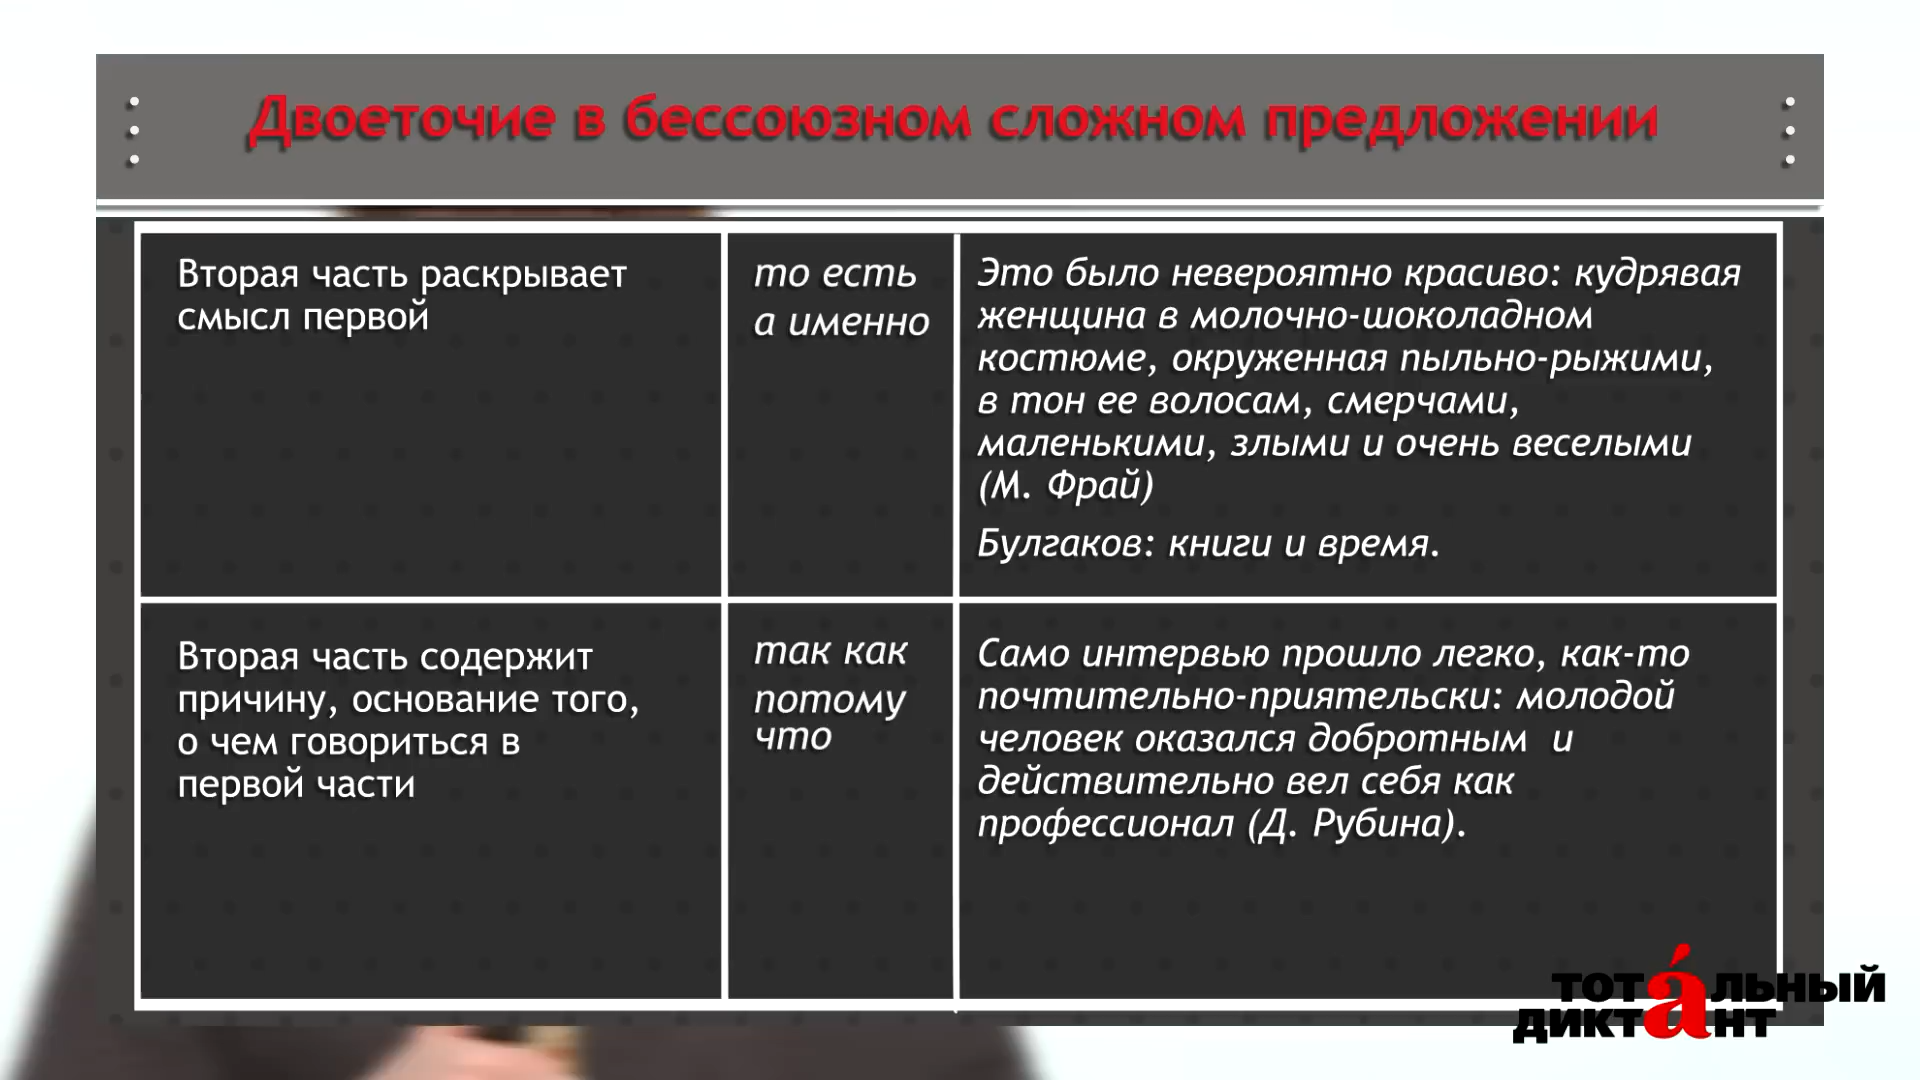 Двоеточие в бессоюзном сложном предложении
Вторая часть раскрывает
смысл первой
то есть
а именно
Это было невероятно красиво: кудрявая
женщина в молочно-шоколадном
костюме, окруженная пыльно-рыжими,
в тон ее волосам, смерчами,
маленькими, злыми и очень веселыми
(М. Фрай)
Булгаков: книги и время.
Вторая часть содержит
причину, основание того,
о чем говориться в
первой части
так как
потому
что
Само интервью прошло легко, как-то
почтительно-приятельски: молодой
человек оказался добротным и
действительно вел себя как
профессионал (Д. Рубина).
тота́льный
диктант